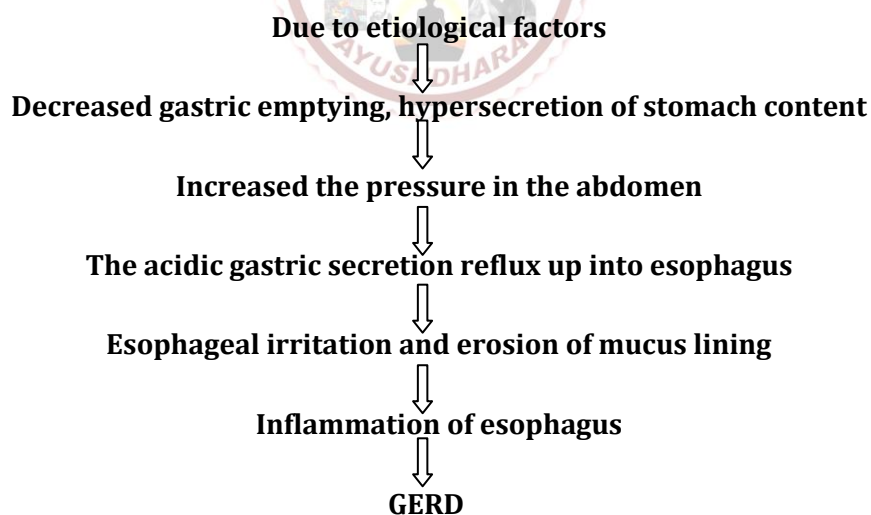 Due to etiological factors
AYUSHDHARA
Decreased gastric emptying, hypersecretion of stomach content
Increased the pressure in the abdomen
The acidic gastric secretion reflux up into esophagus
Esophageal irritation and erosion of mucus lining
Inflammation of esophagus
GERD